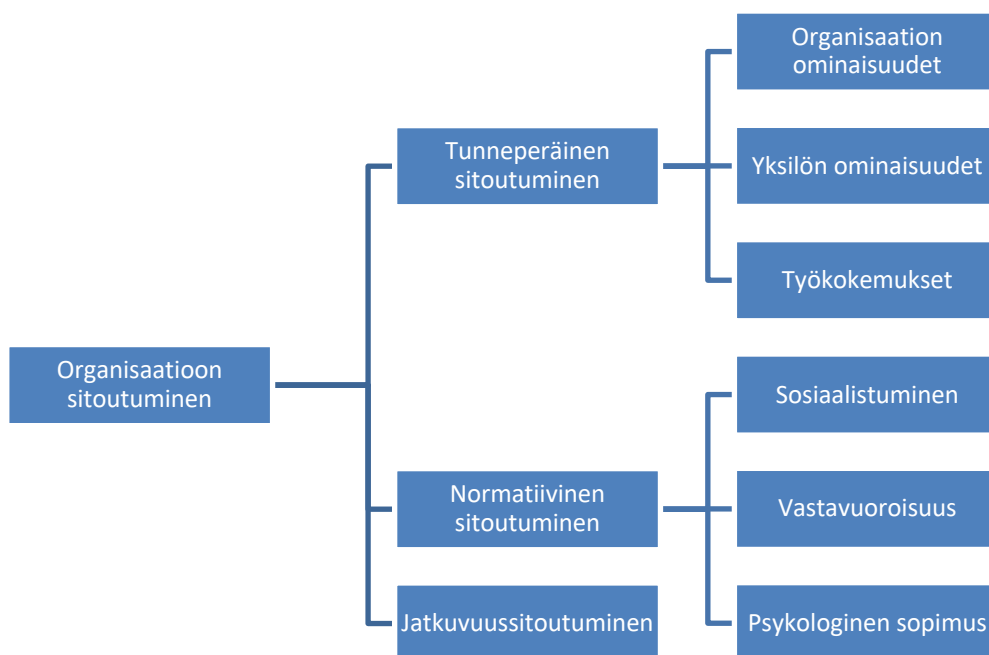 Organisaatioon
sitoutuminen
Tunneperäinen
sitoutuminen
Organisaation
ominaisuudet
Yksilön ominaisuudet
Työkokemukset
Normatiivinen
sitoutuminen
Sosiaalistuminen
Vastavuoroisuus
Psykologinen sopimus
Jatkuvuussitoutuminen